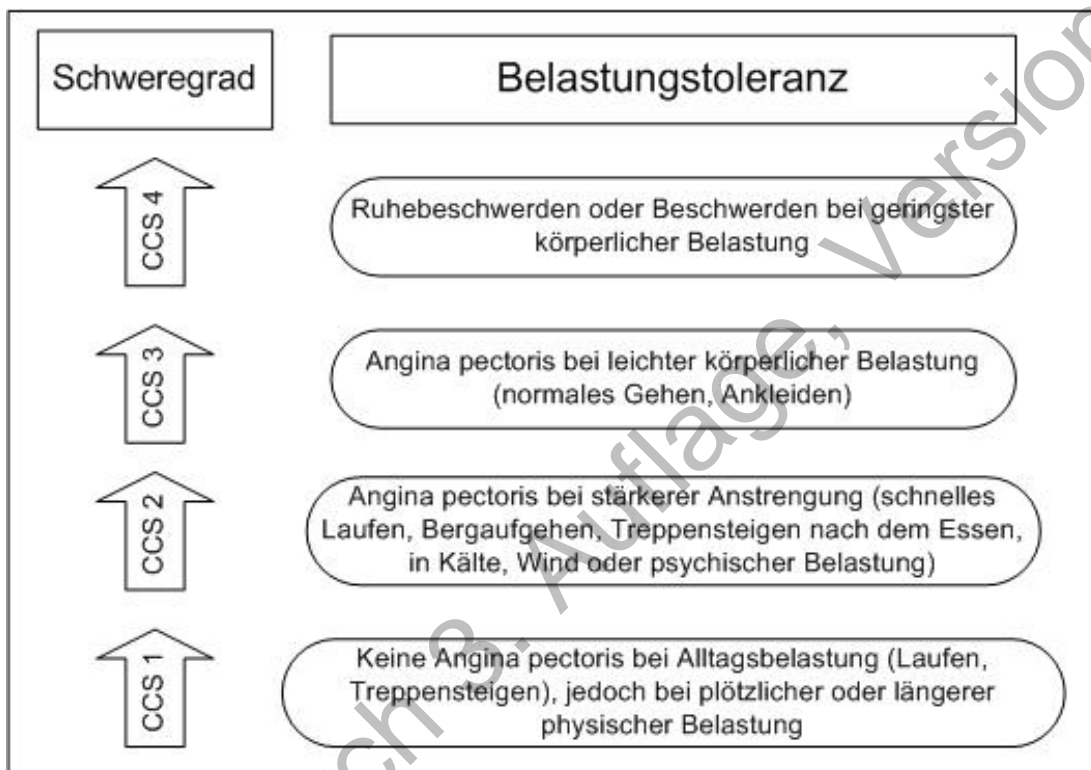 Schweregrad
Belastungstoleranz
CCS 4
Ruhebeschwerden oder Beschwerden bei geringster
körperlicher Belastung
CCS 3
Angina pectoris bei leichter körperlicher Belastung
(normales Gehen, Ankleiden)
CCS 2
Angina pectoris bei stärkerer Anstrengung (schnelles
Laufen, Bergaufgehen, Treppensteigen nach dem Essen,
in Kälte, Wind oder psychischer Belastung)
CCS 1
Keine Angina pectoris bei Alltagsbelastung (Laufen,
Treppensteigen), jedoch bei plötzlicher oder längerer
physischer Belastung
3. Auflage, Version